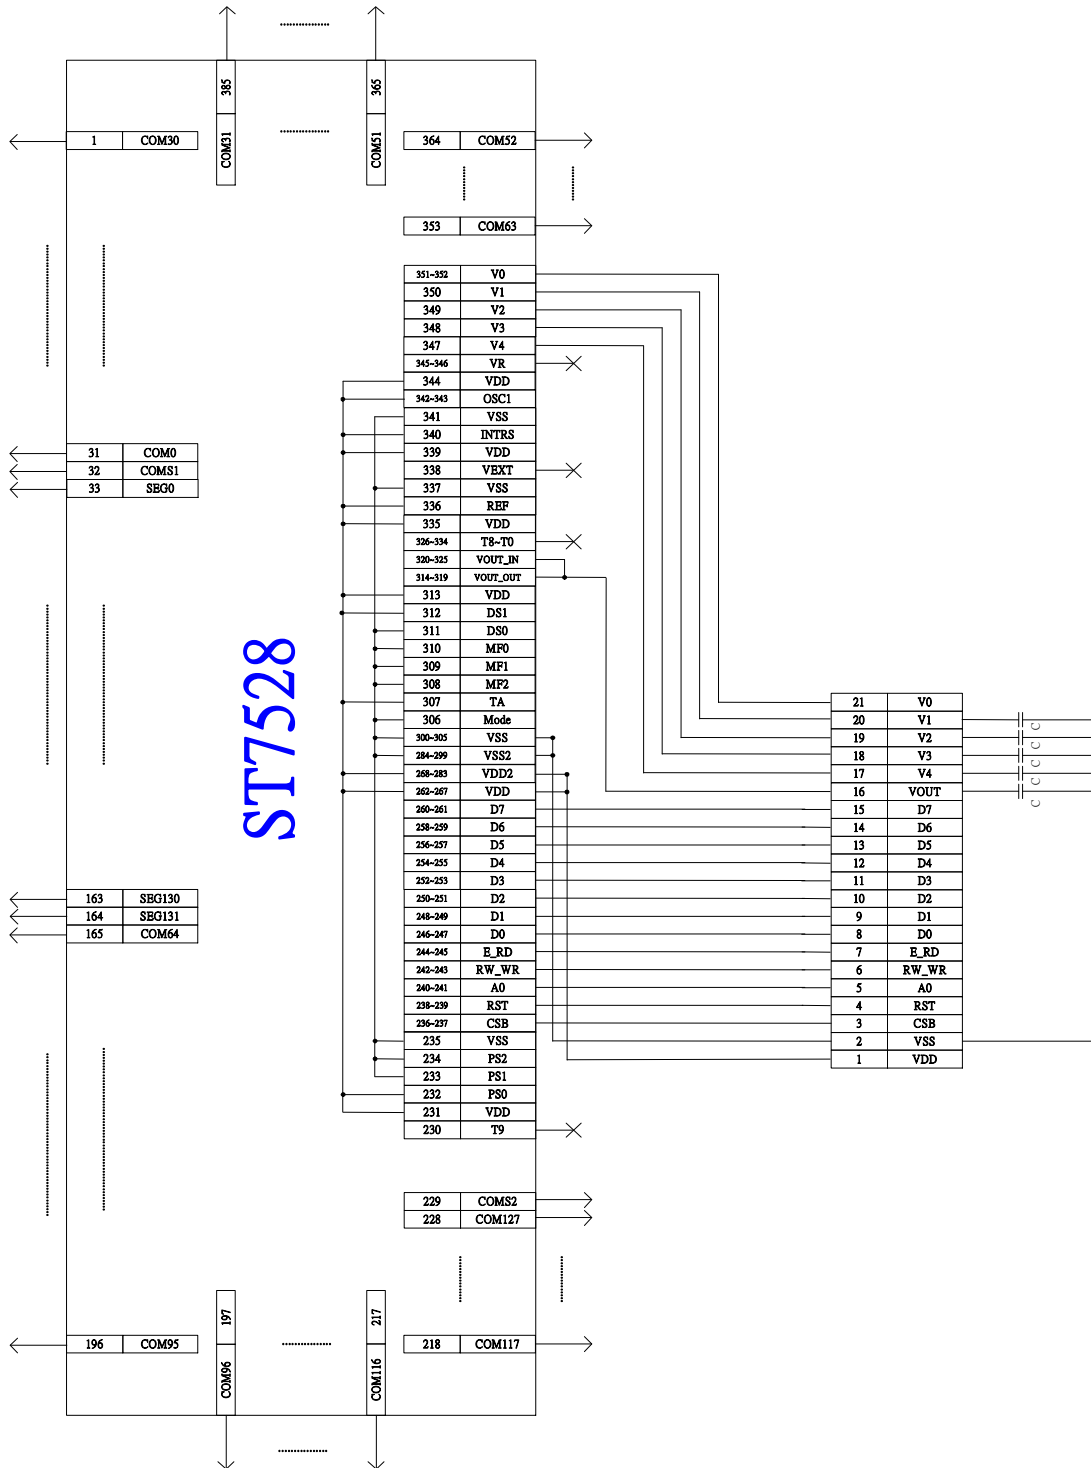 385
COM31
365
COM51
1 COM30
364 COM52
353 COM63
351~352 V0
350 V1
349 V2
348 V3
347 V4
345~346 VR
344 VDD
342~343 OSC1
341 VSS
340 INTRS
339 VDD
338 VEXT
337 VSS
336 REF
335 VDD
326~334 T8~T0
320~325 VOUT_IN
314~319 VOUT_OUT
313 VDD
312 DS1
311 DS0
310 MF0
309 MF1
308 MF2
307 TA
306 Mode
300~305 VSS
284~299 VSS2
268~283 VDD2
262~267 VDD
260~261 D7
258~259 D6
256~257 D5
254~255 D4
252~253 D3
250~251 D2
248~249 D1
246~247 D0
244~245 E_RD
242~243 RW_WR
240~241 A0
238~239 RST
236~237 CSB
235 VSS
234 PS2
233 PS1
232 PS0
231 VDD
230 T9
229 COMS2
228 COM127
218 COM117
31 COM0
32 COMS1
33 SEG0
ST7528
163 SEG130
164 SEG131
165 COM64
196 COM95
197
COM96
217
COM116
21 V0
20 V1
19 V2
18 V3
17 V4
16 VOUT
15 D7
14 D6
13 D5
12 D4
11 D3
10 D2
9 D1
8 D0
7 E_RD
6 RW_WR
5 A0
4 RST
3 CSB
2 VSS
1 VDD
C
C
C
C
C